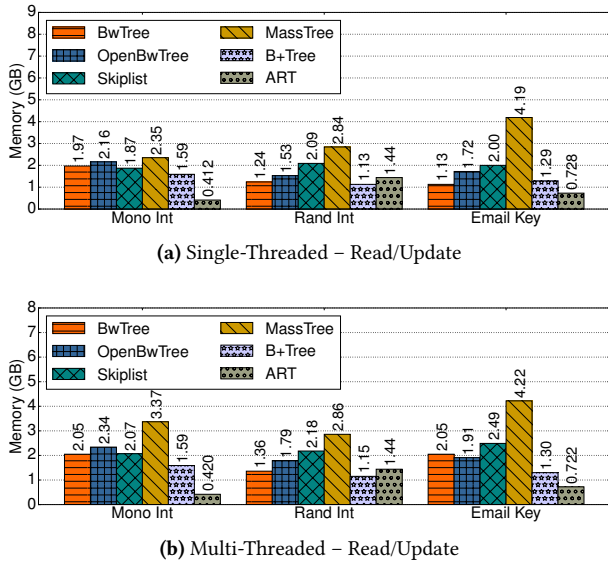 9
8
7
6
5
4
3
2
1
0
Memory (GB)
BwTree
OpenBwTree
Skiplist
MassTree
B+Tree
ART
1.97 2.16 1.87 2.35 1.59 0.412
1.24 1.53 2.09 2.84 1.13 1.44
1.13 1.72 2.00 4.19 1.29 0.728
Mono Int Rand Int Email Key
(a) Single-Threaded – Read/Update
8
7
6
5
4
3
2
1
0
Memory (GB)
BwTree
OpenBwTree
Skiplist
MassTree
B+Tree
ART
2.05 2.34 2.07 3.37 1.59 0.420
1.36 1.79 2.18 2.86 1.15 1.44
2.05 1.91 2.49 4.22 1.30 0.722
Mono Int Rand Int Email Key
(b) Multi-Threaded – Read/Update